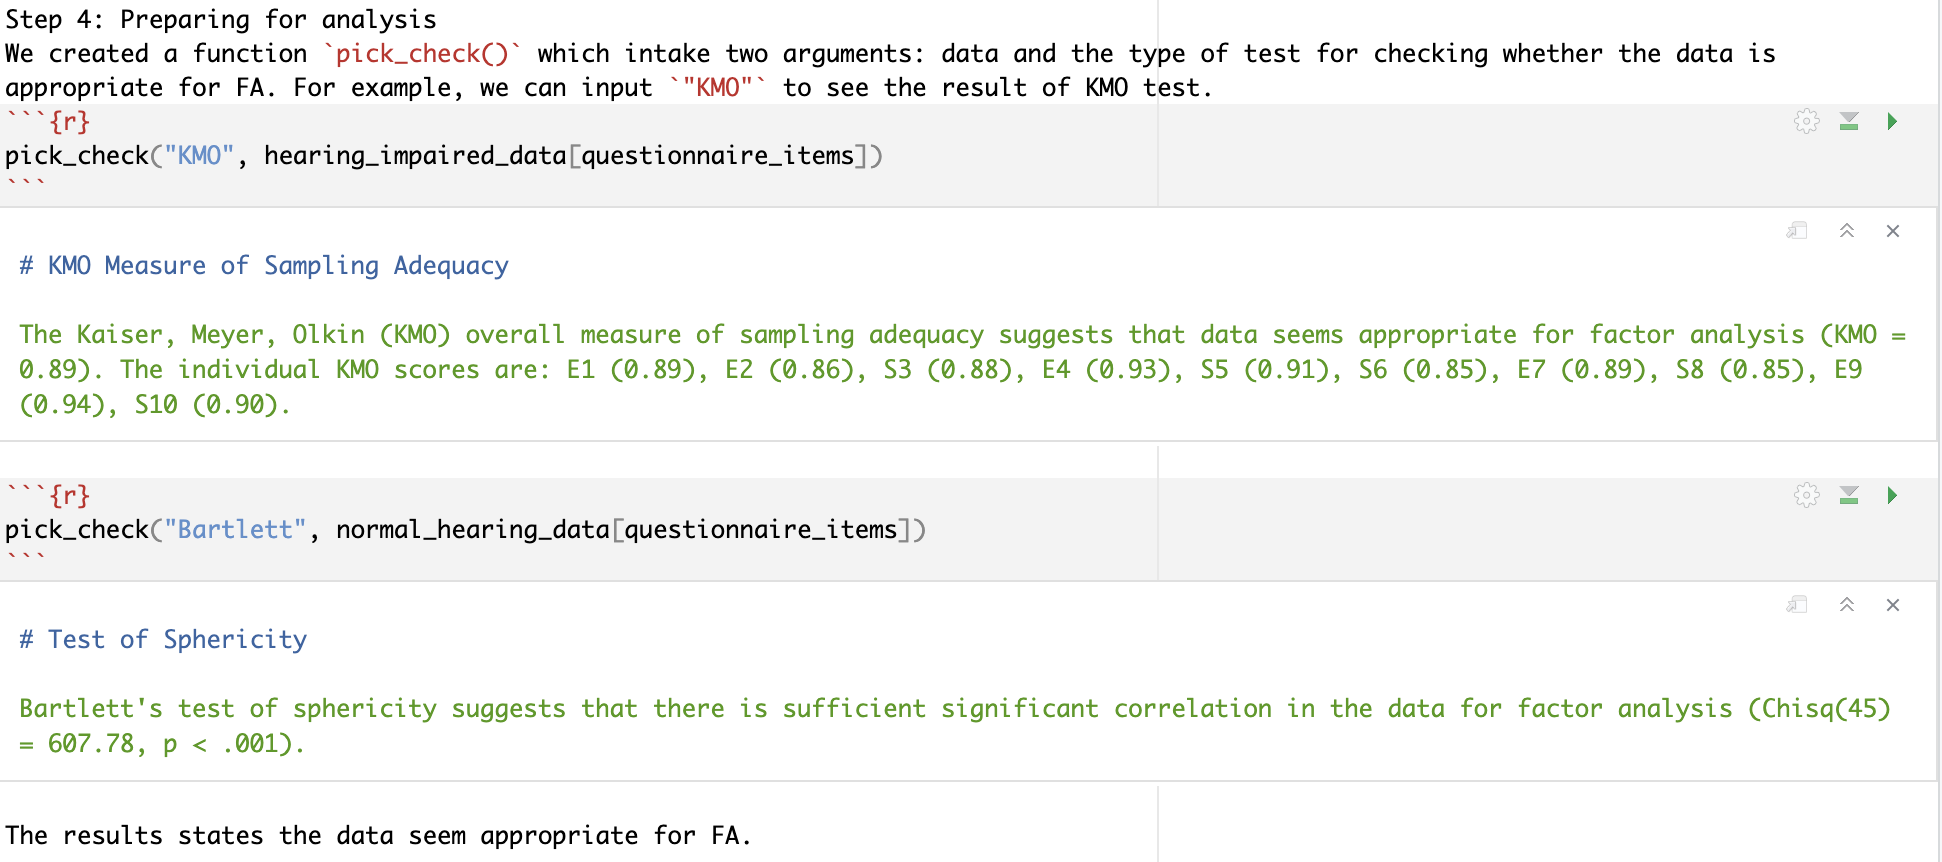 Step 4: Preparing for analysis
We created a function `pick_check()` which intake two arguments: data and the type of test for checking whether the data is
appropriate for FA. For example, we can input `"KMO"` to see the result of KMO test.
```{r}
pick_check("KMO", hearing_impaired_data[questionnaire_items])
```
# KMO Measure of Sampling Adequacy
The Kaiser, Meyer, Olkin (KMO) overall measure of sampling adequacy suggests that data seems appropriate for factor analysis (KMO =
0.89). The individual KMO scores are: E1 (0.89), E2 (0.86), S3 (0.88), E4 (0.93), S5 (0.91), S6 (0.85), E7 (0.89), S8 (0.85), E9
(0.94), S10 (0.90).
```{r}
pick_check("Bartlett", normal_hearing_data[questionnaire_items])
```
# Test of Sphericity
Bartlett's test of sphericity suggests that there is sufficient significant correlation in the data for factor analysis (Chisq(45)
= 607.78, p < .001).
The results states the data seem appropriate for FA.